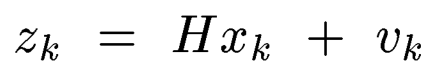 z_k = Hx_k + v_k